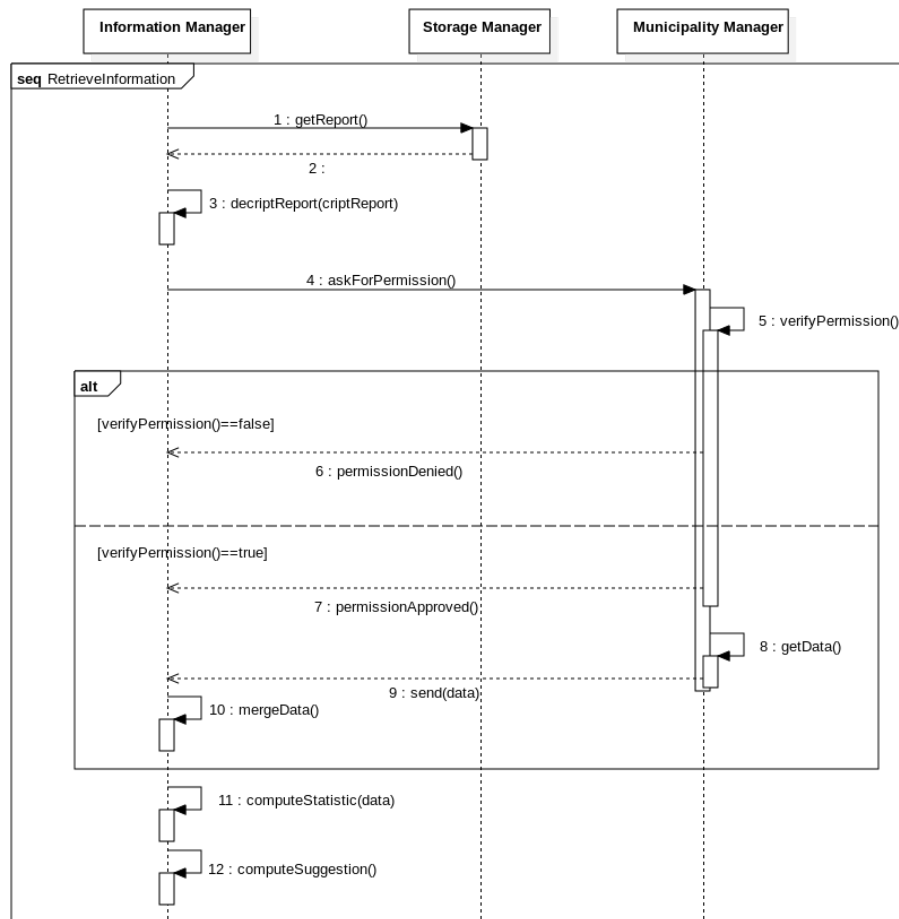 Information Manager
Storage Manager
Municipality Manager
seq RetrieveInformation
1 : getReport()
2 :
3 : decriptReport(criptReport)
4 : askForPermission()
5 : verifyPermission()
alt
[verifyPermission()==false]
6 : permissionDenied()
[verifyPermission()==true]
7 : permissionApproved()
8 : getData()
9 : send(data)
10 : mergeData()
11 : computeStatistic(data)
12 : computeSuggestion()